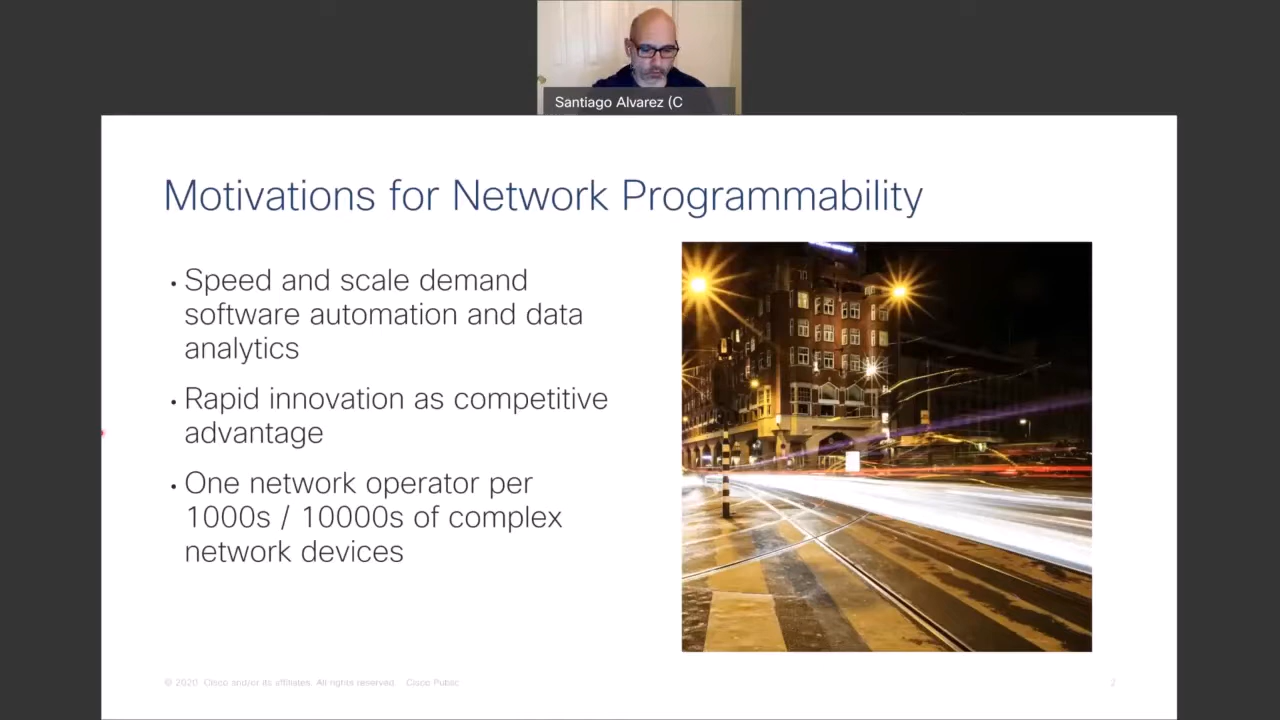 Santiago Alvarez (C
Motivations for Network Programmability
• Speed and scale demand
software automation and data
analytics
• Rapid innovation as competitive
advantage
• One network operator per
1000s / 10000s of complex
network devices
© 2020 Cisco and/or its affiliates. All rights reserved. Cisco Public
2